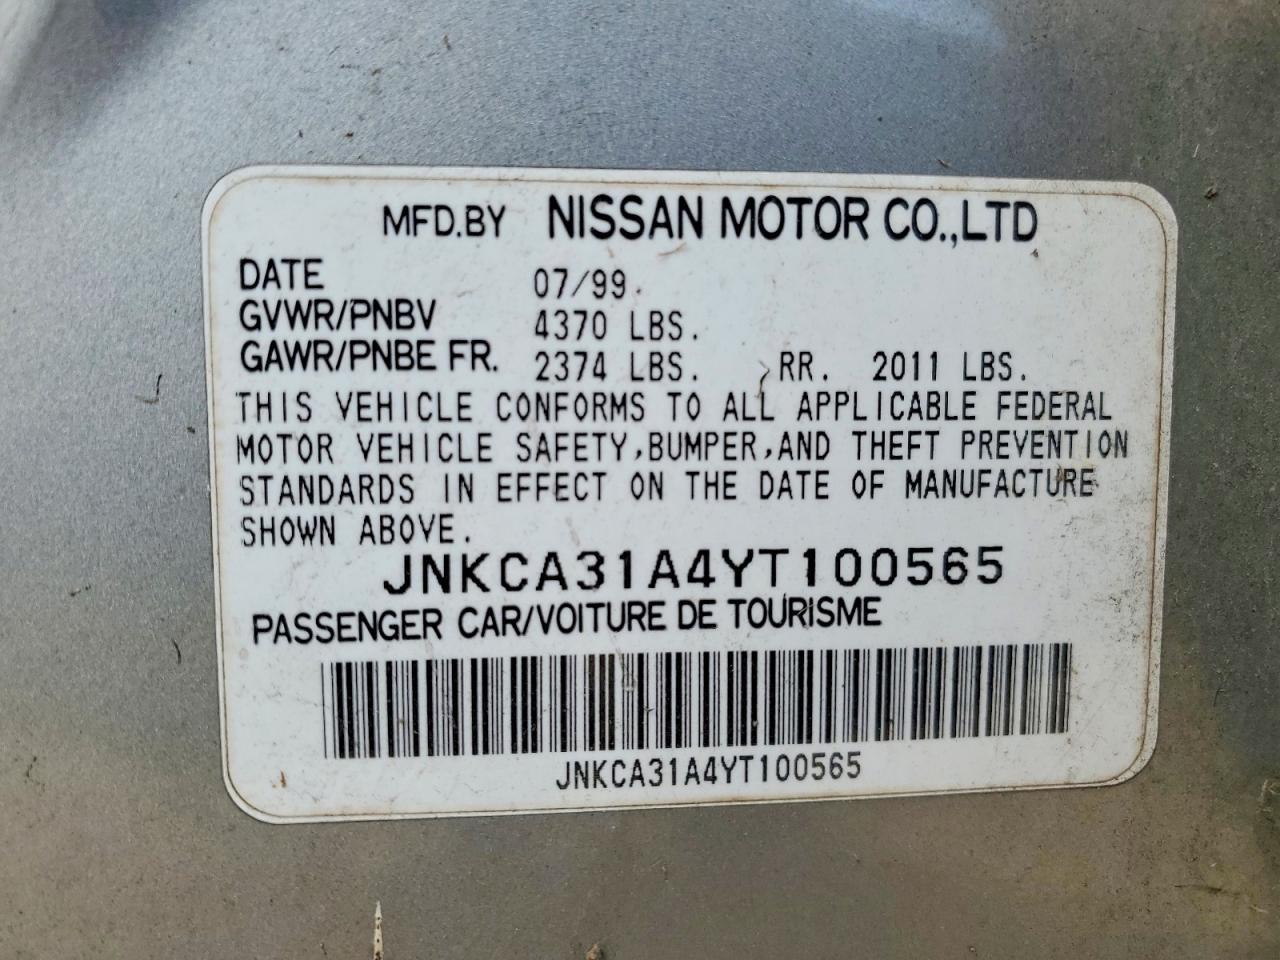 MFD.BY NISSAN MOTOR CO.,LTD
DATE 07/99.
GVWR/PNBV 4370 LBS.
GAWR/PNBE FR. 2374 LBS. RR. 2011 LBS.
THIS VEHICLE CONFORMS TO ALL APPLICABLE FEDERAL
MOTOR VEHICLE SAFETY,BUMPER,AND THEFT PREVENTION
STANDARDS IN EFFECT ON THE DATE OF MANUFACTURE
SHOWN ABOVE.
JNKCA31A4YT100565
PASSENGER CAR/VOITURE DE TOURISME
JNKCA31A4YT100565